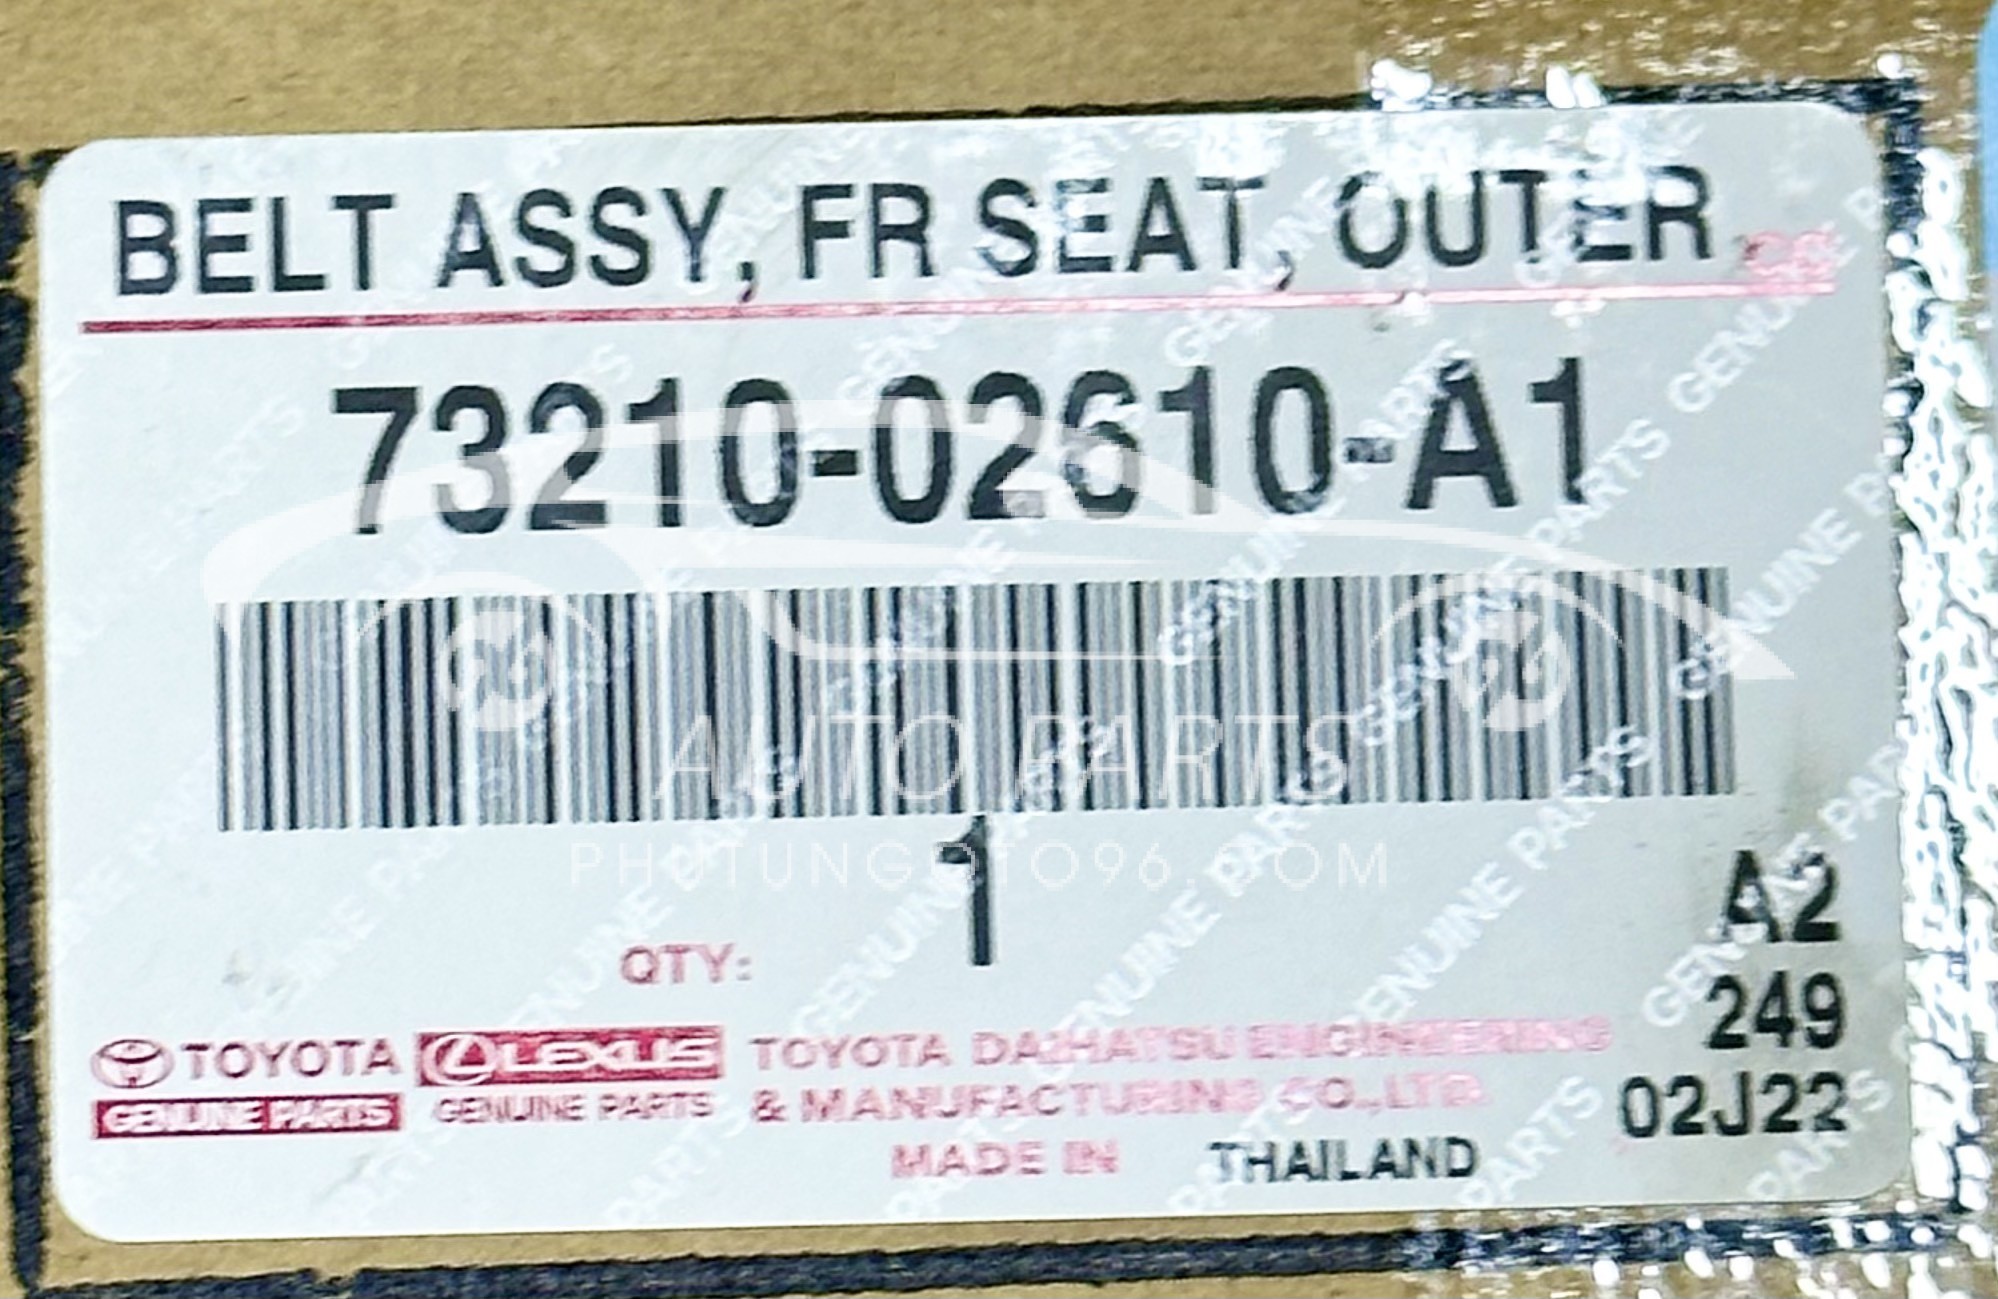 BELT ASSY, FR SEAT, OUTER
73210-02610-A1
AUTO PARTS
1
PHUTUNGOTO96.COM
QTY:
A2
249
02J22
TOYOTA
GENUINE PARTS
LEXUS
GENUINE PARTS
TOYOTA DAIHATSU ENGINEERING
& MANUFACTURING CO.,LTD.
MADE IN THAILAND